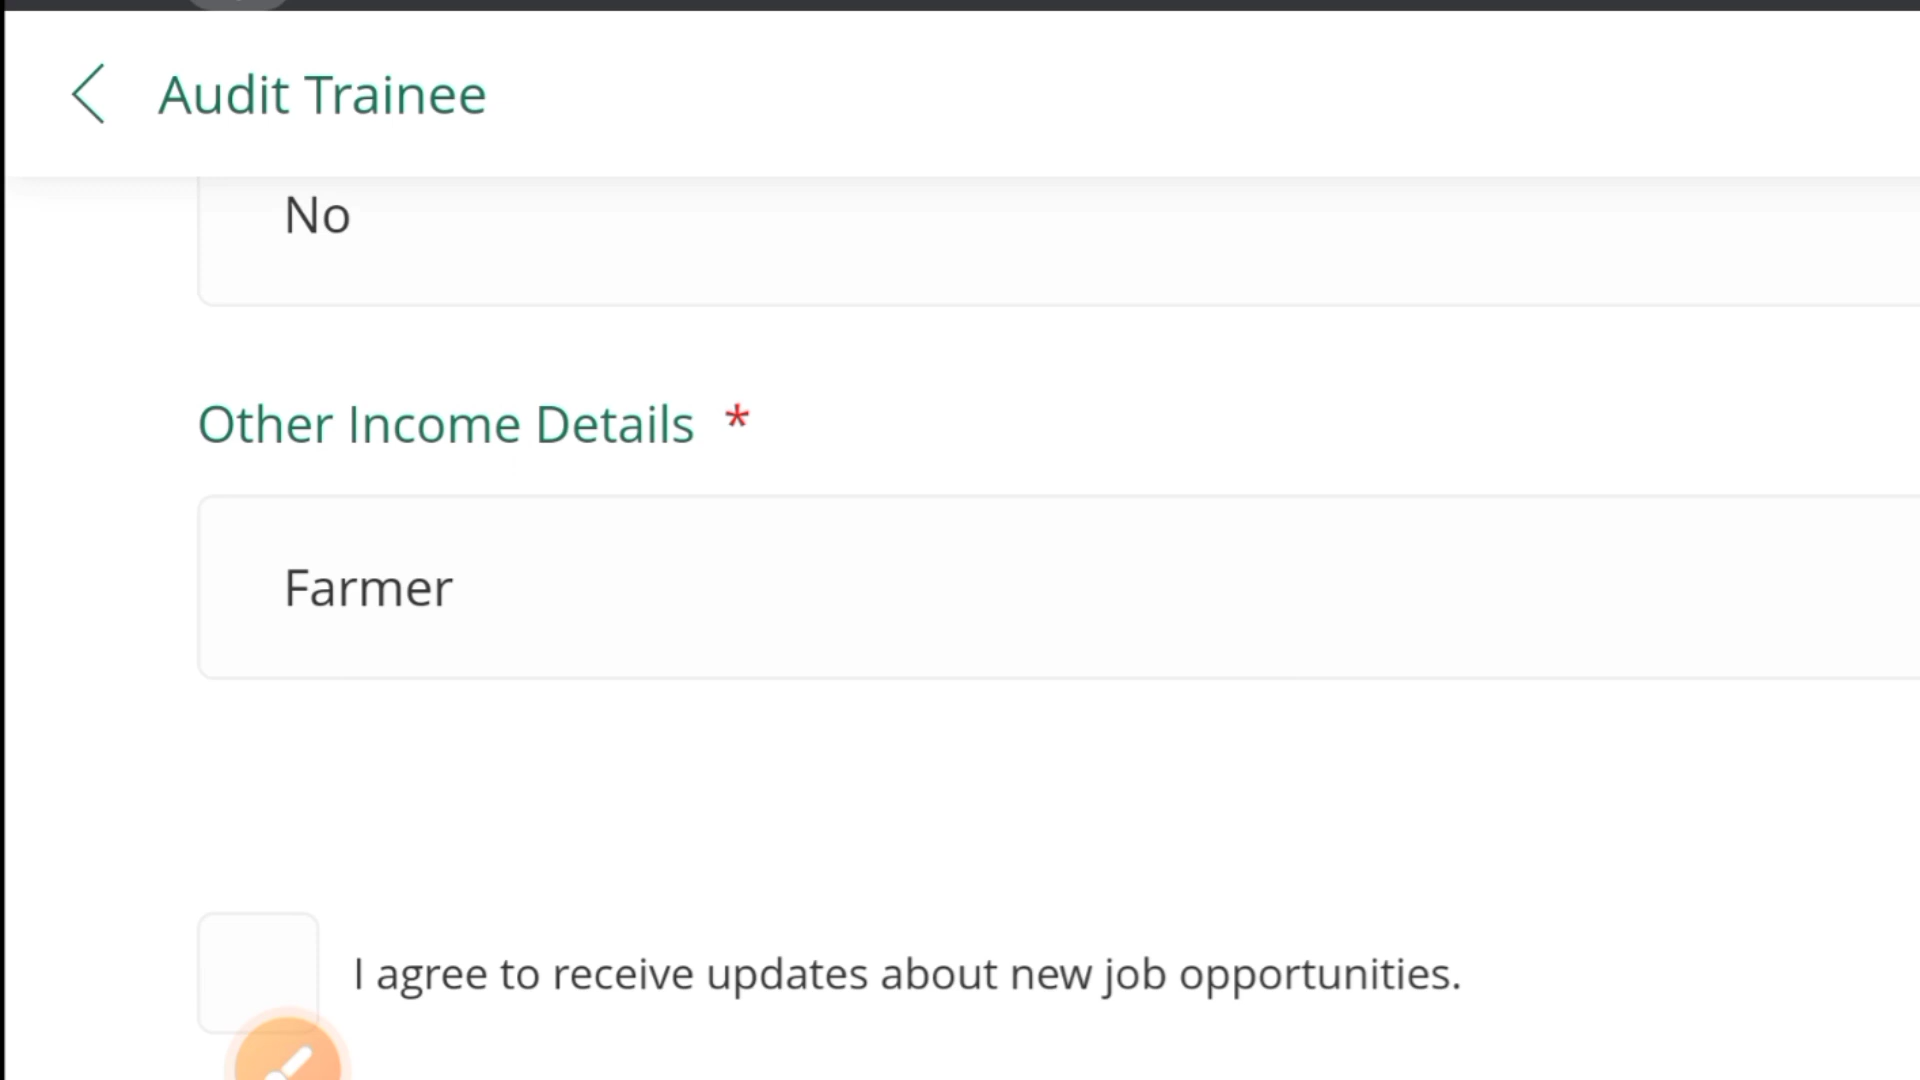 Audit Trainee
No
Other Income Details *
Farmer
I agree to receive updates about new job opportunities.